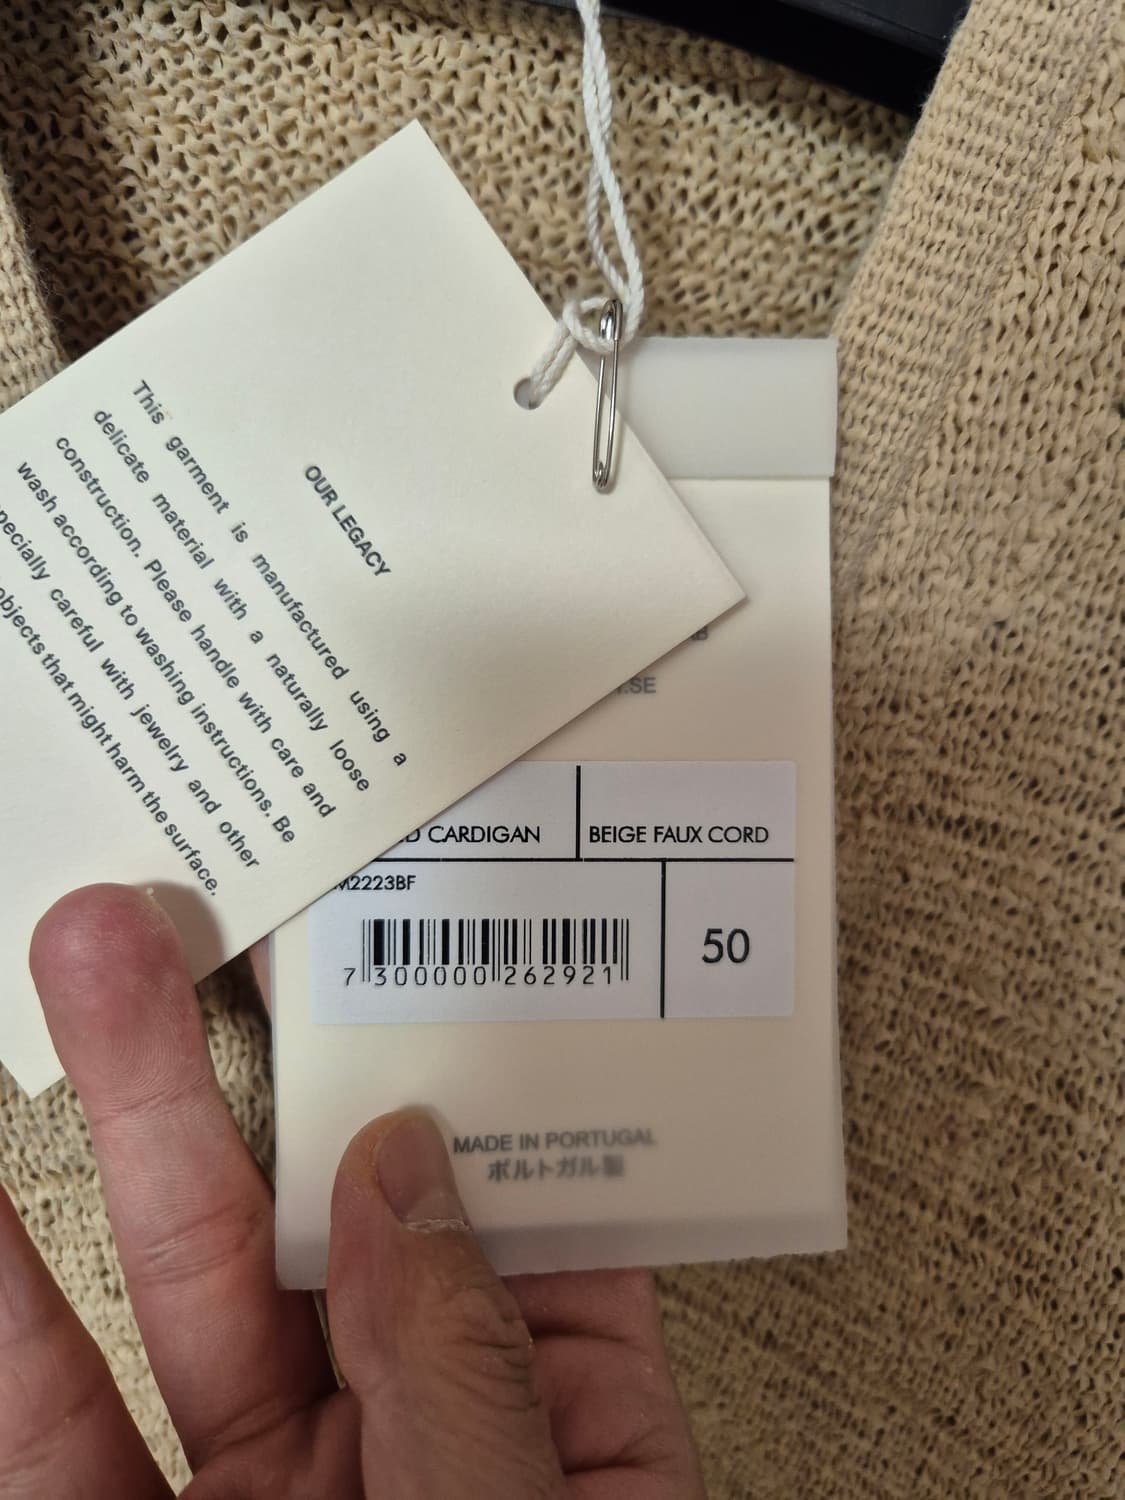 OUR LEGACY
This garment is manufactured using a
delicate material with a naturally loose
construction. Please handle with care and
wash according to washing instructions. Be
careful with jewelry and other
objects that might harm the surface.
.SE
CARDIGAN
BEIGE FAUX CORD
M2223BF
50
7 300000 262921
MADE IN PORTUGAL
ポルトガル製